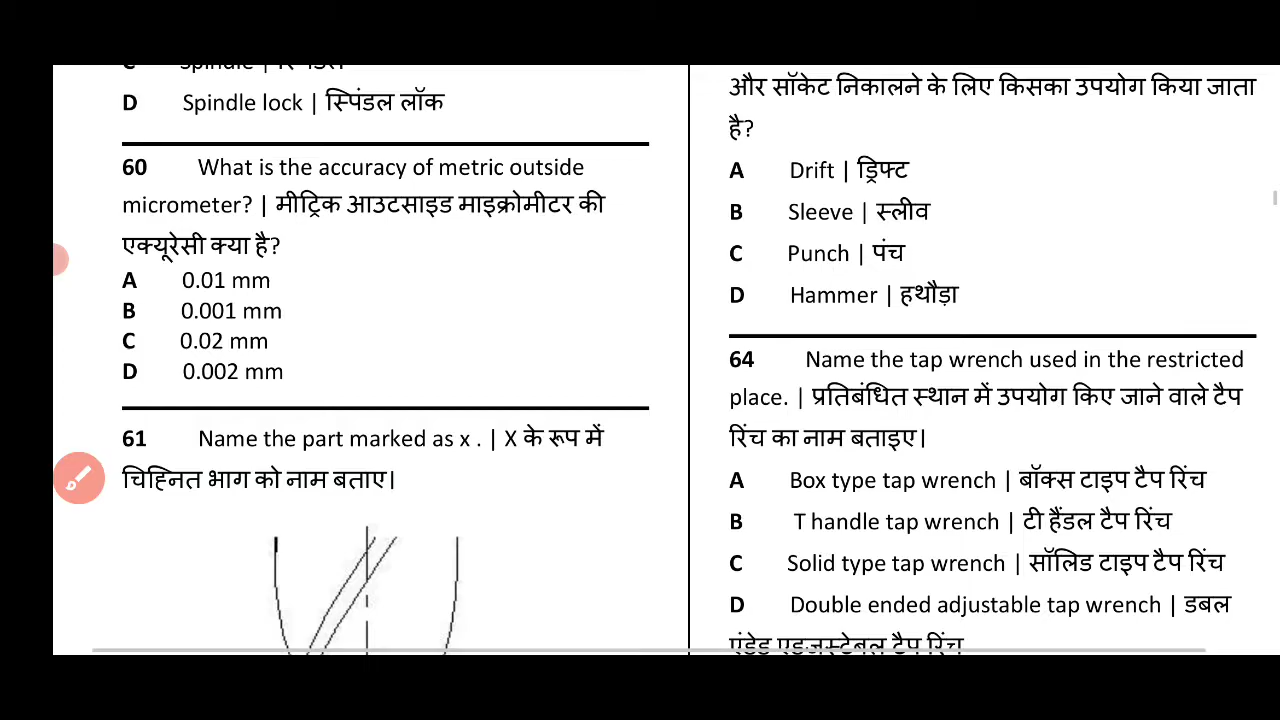 D Spindle lock | स्पिंडल लॉक
60 What is the accuracy of metric outside
micrometer? | मीट्रिक आउटसाइड माइक्रोमीटर की
एक्यूरेसी क्या है?
A 0.01 mm
B 0.001 mm
C 0.02 mm
D 0.002 mm
61 Name the part marked as x . | X के रूप में
चिह्नित भाग को नाम बताए।
और सॉकेट निकालने के लिए किसका उपयोग किया जाता
है?
A Drift | ड्रिफ्ट
B Sleeve | स्लीव
C Punch | पंच
D Hammer | हथौड़ा
64 Name the tap wrench used in the restricted
place. | प्रतिबंधित स्थान में उपयोग किए जाने वाले टैप
रिंच का नाम बताइए।
A Box type tap wrench | बॉक्स टाइप टैप रिंच
B T handle tap wrench | टी हैंडल टैप रिंच
C Solid type tap wrench | सॉलिड टाइप टैप रिंच
D Double ended adjustable tap wrench | डबल
एंडेड एडजस्टेबल टैप रिंच